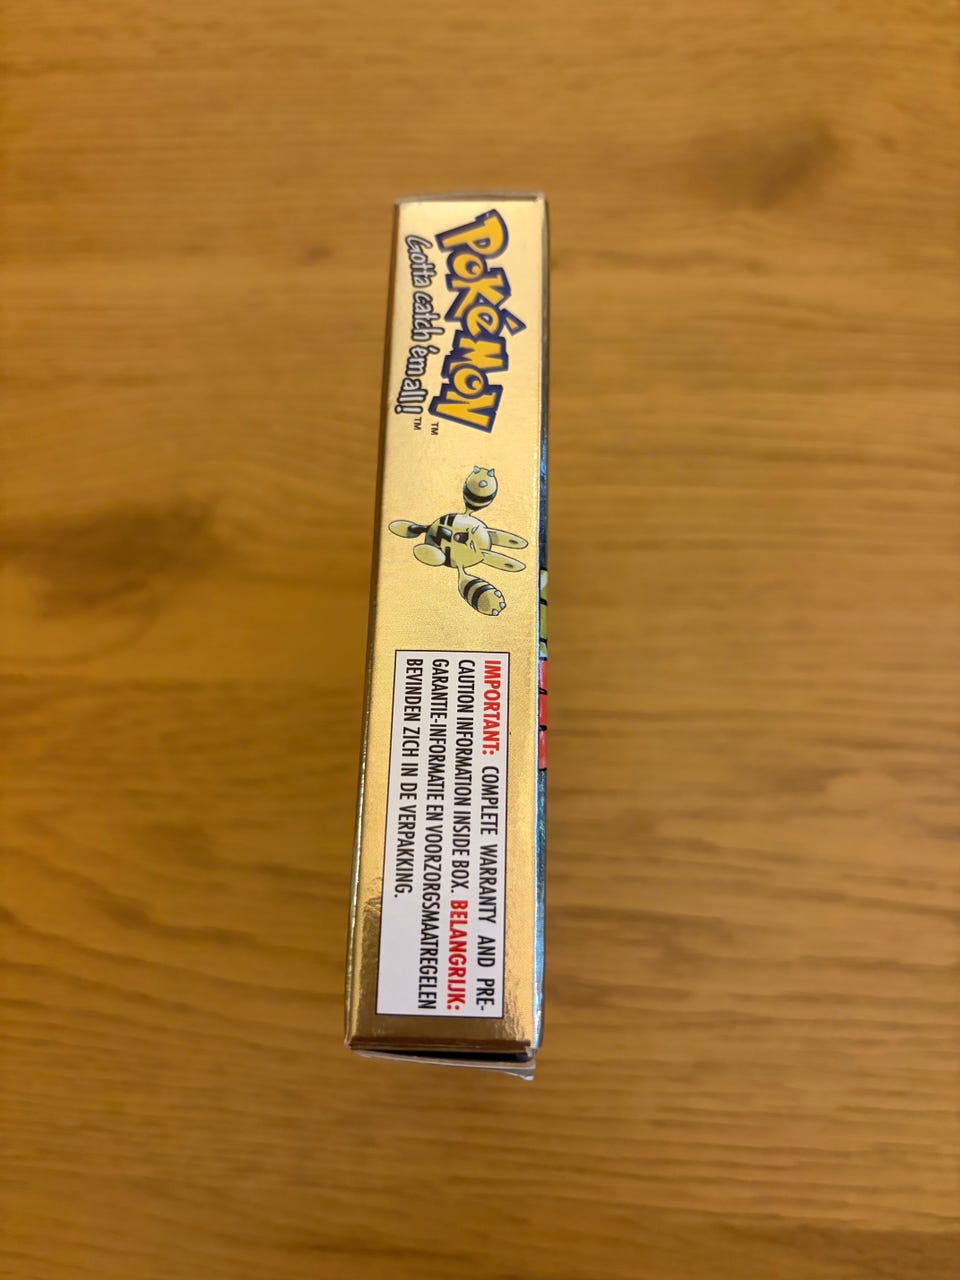 POKéMON™
Gotta catch 'em all!™
IMPORTANT: COMPLETE WARRANTY AND PRE-
CAUTION INFORMATION INSIDE BOX. BELANGRIJK:
GARANTIE-INFORMATIE EN VOORZORGSMAATREGELEN
BEVINDEN ZICH IN DE VERPAKKING.